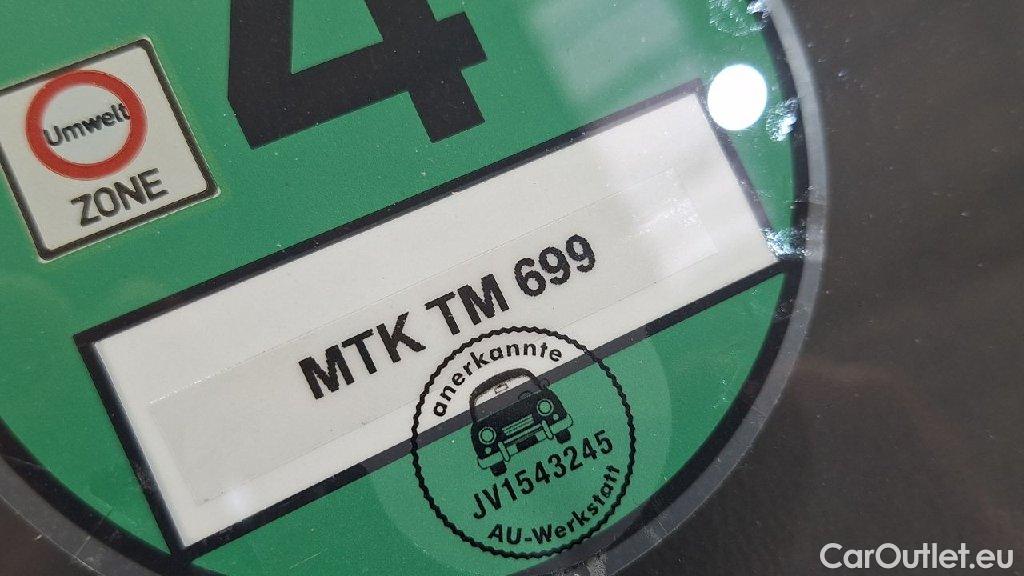 4
Umwelt
ZONE
MTK TM 699
anerkannte
JV1543245
AU-Werkstatt
CarOutlet.eu